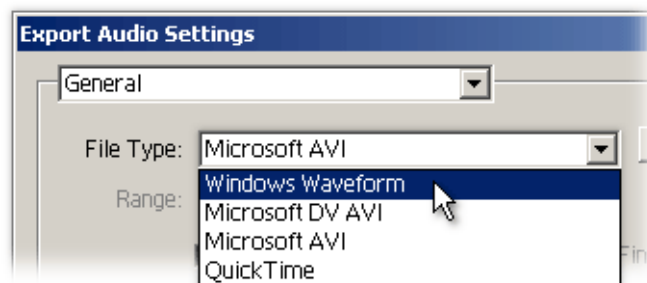 Export Audio Settings
General
File Type: Microsoft AVI
Windows Waveform
Range:
Microsoft DV AVI
Microsoft AVI
QuickTime